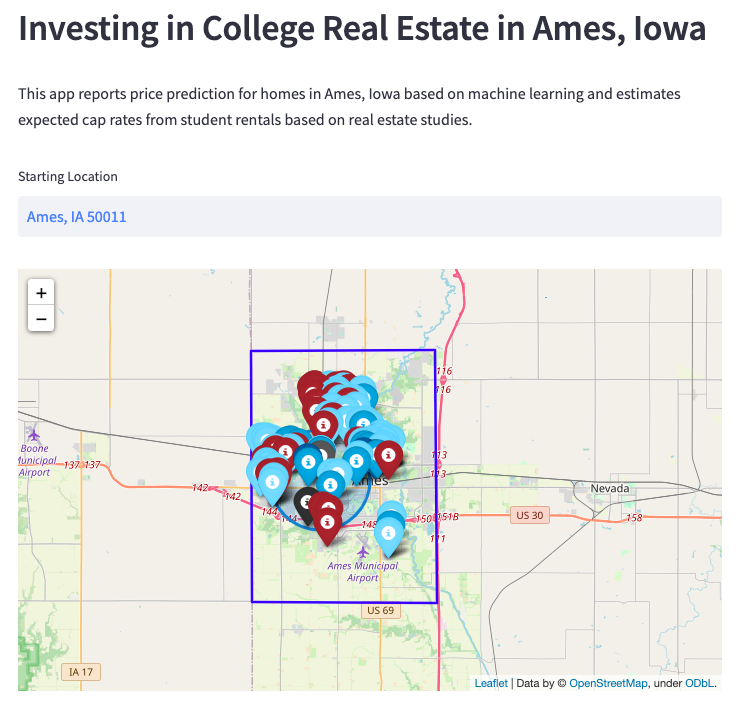 Investing in College Real Estate in Ames, Iowa
This app reports price prediction for homes in Ames, Iowa based on machine learning and estimates
expected cap rates from student rentals based on real estate studies.
Starting Location
Ames, IA 50011
+
−
116
116
Boone
Municipal
Airport
137
137
113
113
142
142
Ames
Nevada
144
144
148
150
151B
US 30
158
111
Ames Municipal
Airport
US 69
IA 17
Leaflet | Data by © OpenStreetMap, under ODbL.